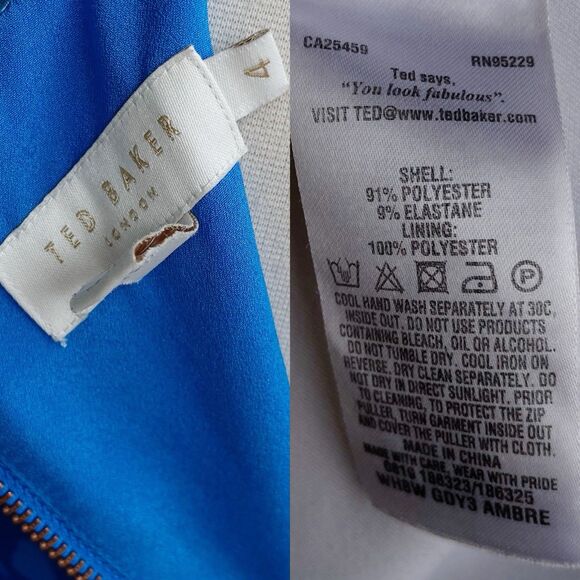 TED BAKER
LONDON
4
CA25459 RN95229
Ted says,
"You look fabulous".
VISIT TED@www.tedbaker.com
SHELL:
91% POLYESTER
9% ELASTANE
LINING:
100% POLYESTER
COOL HAND WASH SEPARATELY AT 30C,
INSIDE OUT. DO NOT USE PRODUCTS
CONTAINING BLEACH, OIL OR ALCOHOL.
DO NOT TUMBLE DRY. COOL IRON ON
REVERSE. DRY CLEAN SEPARATELY. DO
NOT DRY IN DIRECT SUNLIGHT. PRIOR
TO CLEANING, TO PROTECT THE ZIP
PULLER, TURN GARMENT INSIDE OUT
AND COVER THE PULLER WITH CLOTH.
MADE IN CHINA
MADE WITH CARE, WEAR WITH PRIDE
0816 186323/186325
WH8W GDY3 AMBRE